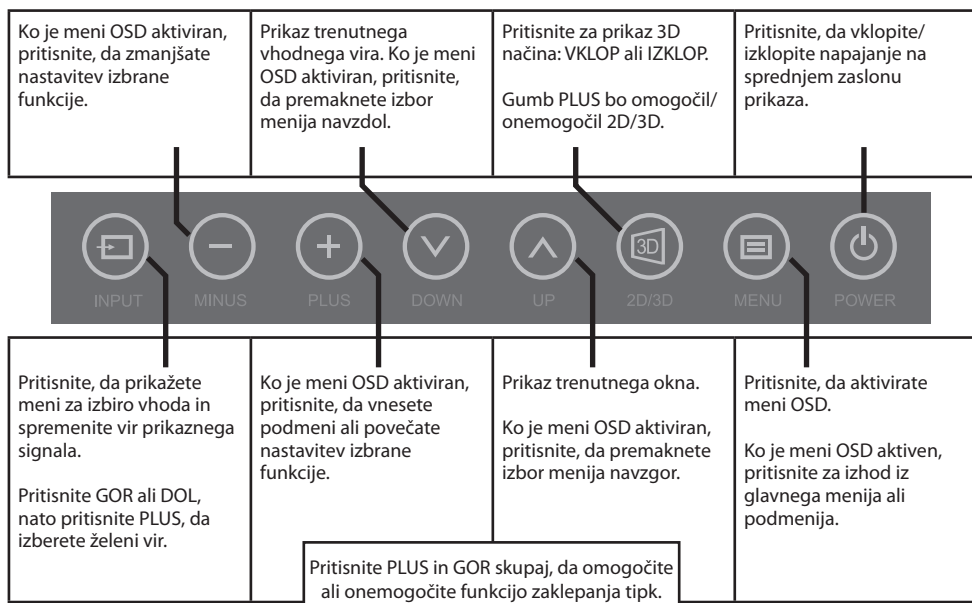 Ko je meni OSD aktiviran,
pritisnite, da zmanjšate
nastavitev izbrane
funkcije.
Prikaz trenutnega
vhodnega vira. Ko je meni
OSD aktiviran, pritisnite,
da premaknete izbor
menija navzdol.
Pritisnite za prikaz 3D
načina: VKLOP ali IZKLOP.
Gumb PLUS bo omogočil/
onemogočil 2D/3D.
Pritisnite, da vklopite/
izklopite napajanje na
sprednjem zaslonu
prikaza.
3D
INPUT
MINUS
PLUS
DOWN
UP
2D/3D
MENU
POWER
Pritisnite, da prikažete
meni za izbiro vhoda in
spremenite vir prikaznega
signala.
Pritisnite GOR ali DOL,
nato pritisnite PLUS, da
izberete želeni vir.
Ko je meni OSD aktiviran,
pritisnite, da vnesete
podmeni ali povečate
nastavitev izbrane
funkcije.
Prikaz trenutnega okna.
Ko je meni OSD aktiviran,
pritisnite, da premaknete
izbor menija navzgor.
Pritisnite, da aktivirate
meni OSD.
Ko je meni OSD aktiven,
pritisnite za izhod iz
glavnega menija ali
podmenija.
Pritisnite PLUS in GOR skupaj, da omogočite
ali onemogočite funkcijo zaklepanja tipk.